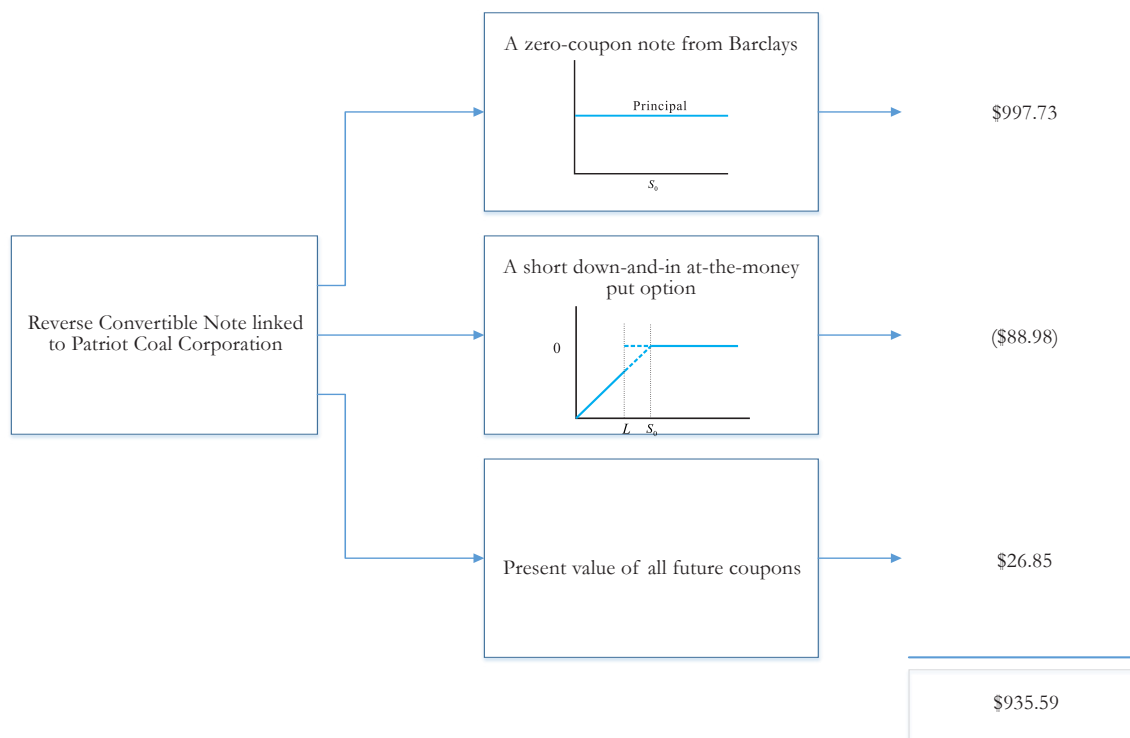 A zero-coupon note from Barclays
Principal
S₀
$997.73
Reverse Convertible Note linked
to Patriot Coal Corporation
A short down-and-in at-the-money
put option
0
L S₀
($88.98)
Present value of all future coupons
$26.85
$935.59